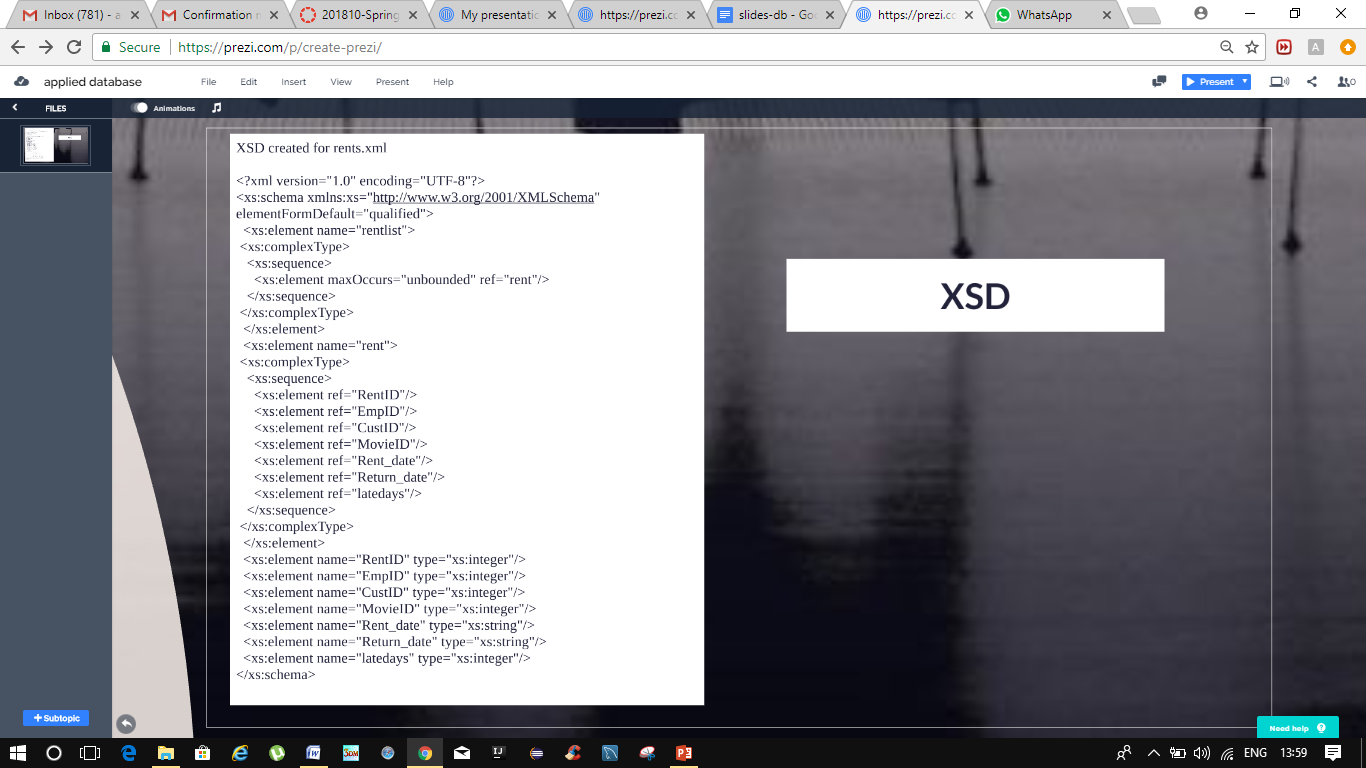 Inbox (781) - a
Confirmation r
201810-Spring
My presentatio
https://prezi.co
slides-db - Goo
https://prezi.co
WhatsApp
Secure https://prezi.com/p/create-prezi/
applied database File Edit Insert View Present Help Present 0
FILES Animations
XSD created for rents.xml
<?xml version="1.0" encoding="UTF-8"?>
<xs:schema xmlns:xs="http://www.w3.org/2001/XMLSchema"
elementFormDefault="qualified">
<xs:element name="rentlist">
<xs:complexType>
<xs:sequence>
<xs:element maxOccurs="unbounded" ref="rent"/>
</xs:sequence>
</xs:complexType>
</xs:element>
<xs:element name="rent">
<xs:complexType>
<xs:sequence>
<xs:element ref="RentID"/>
<xs:element ref="EmpID"/>
<xs:element ref="CustID"/>
<xs:element ref="MovieID"/>
<xs:element ref="Rent_date"/>
<xs:element ref="Return_date"/>
<xs:element ref="latedays"/>
</xs:sequence>
</xs:complexType>
</xs:element>
<xs:element name="RentID" type="xs:integer"/>
<xs:element name="EmpID" type="xs:integer"/>
<xs:element name="CustID" type="xs:integer"/>
<xs:element name="MovieID" type="xs:integer"/>
<xs:element name="Rent_date" type="xs:string"/>
<xs:element name="Return_date" type="xs:string"/>
<xs:element name="latedays" type="xs:integer"/>
</xs:schema>
XSD
+ Subtopic
Need help ?
ENG 13:59